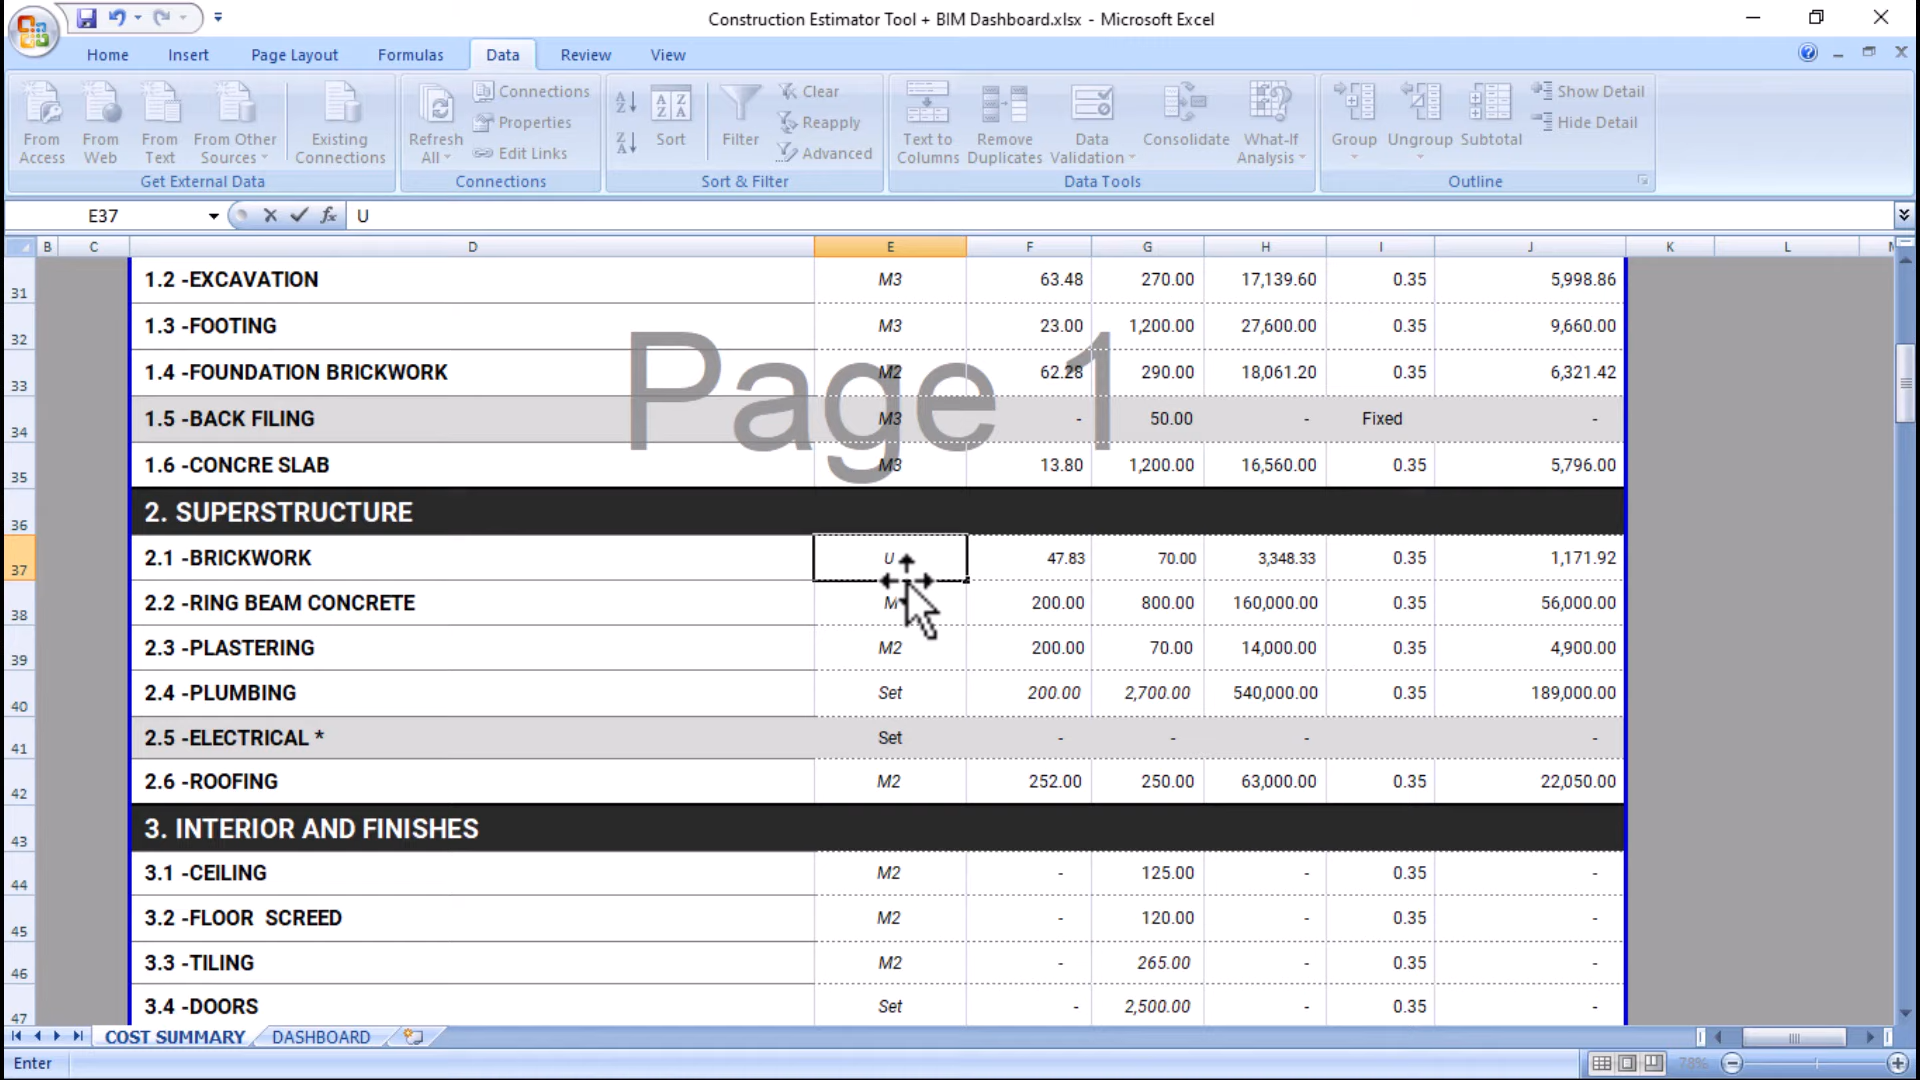 Construction Estimator Tool + BIM Dashboard.xlsx - Microsoft Excel
Home Insert Page Layout Formulas Data Review View
From Access From Web From Text From Other Sources Existing Connections
Get External Data
Refresh All Connections Properties Edit Links
Connections
Sort Filter Clear Reapply Advanced
Sort & Filter
Text to Columns Remove Duplicates Data Validation Consolidate What-If Analysis
Data Tools
Group Ungroup Subtotal Show Detail Hide Detail
Outline
E37 fx U
B C D E F G H I J K L
31 1.2 -EXCAVATION M3 63.48 270.00 17,139.60 0.35 5,998.86
32 1.3 -FOOTING M3 23.00 1,200.00 27,600.00 0.35 9,660.00
Page 1
33 1.4 -FOUNDATION BRICKWORK M2 62.28 290.00 18,061.20 0.35 6,321.42
34 1.5 -BACK FILING M3 - 50.00 - Fixed -
35 1.6 -CONCRE SLAB M3 13.80 1,200.00 16,560.00 0.35 5,796.00
36 2. SUPERSTRUCTURE
37 2.1 -BRICKWORK U 47.83 70.00 3,348.33 0.35 1,171.92
38 2.2 -RING BEAM CONCRETE 200.00 800.00 160,000.00 0.35 56,000.00
39 2.3 -PLASTERING M2 200.00 70.00 14,000.00 0.35 4,900.00
40 2.4 -PLUMBING Set 200.00 2,700.00 540,000.00 0.35 189,000.00
41 2.5 -ELECTRICAL * Set - - - -
42 2.6 -ROOFING M2 252.00 250.00 63,000.00 0.35 22,050.00
43 3. INTERIOR AND FINISHES
44 3.1 -CEILING M2 - 125.00 - 0.35 -
45 3.2 -FLOOR SCREED M2 - 120.00 - 0.35 -
46 3.3 -TILING M2 - 265.00 - 0.35 -
47 3.4 -DOORS Set - 2,500.00 - 0.35 -
COST SUMMARY DASHBOARD
Enter 78%